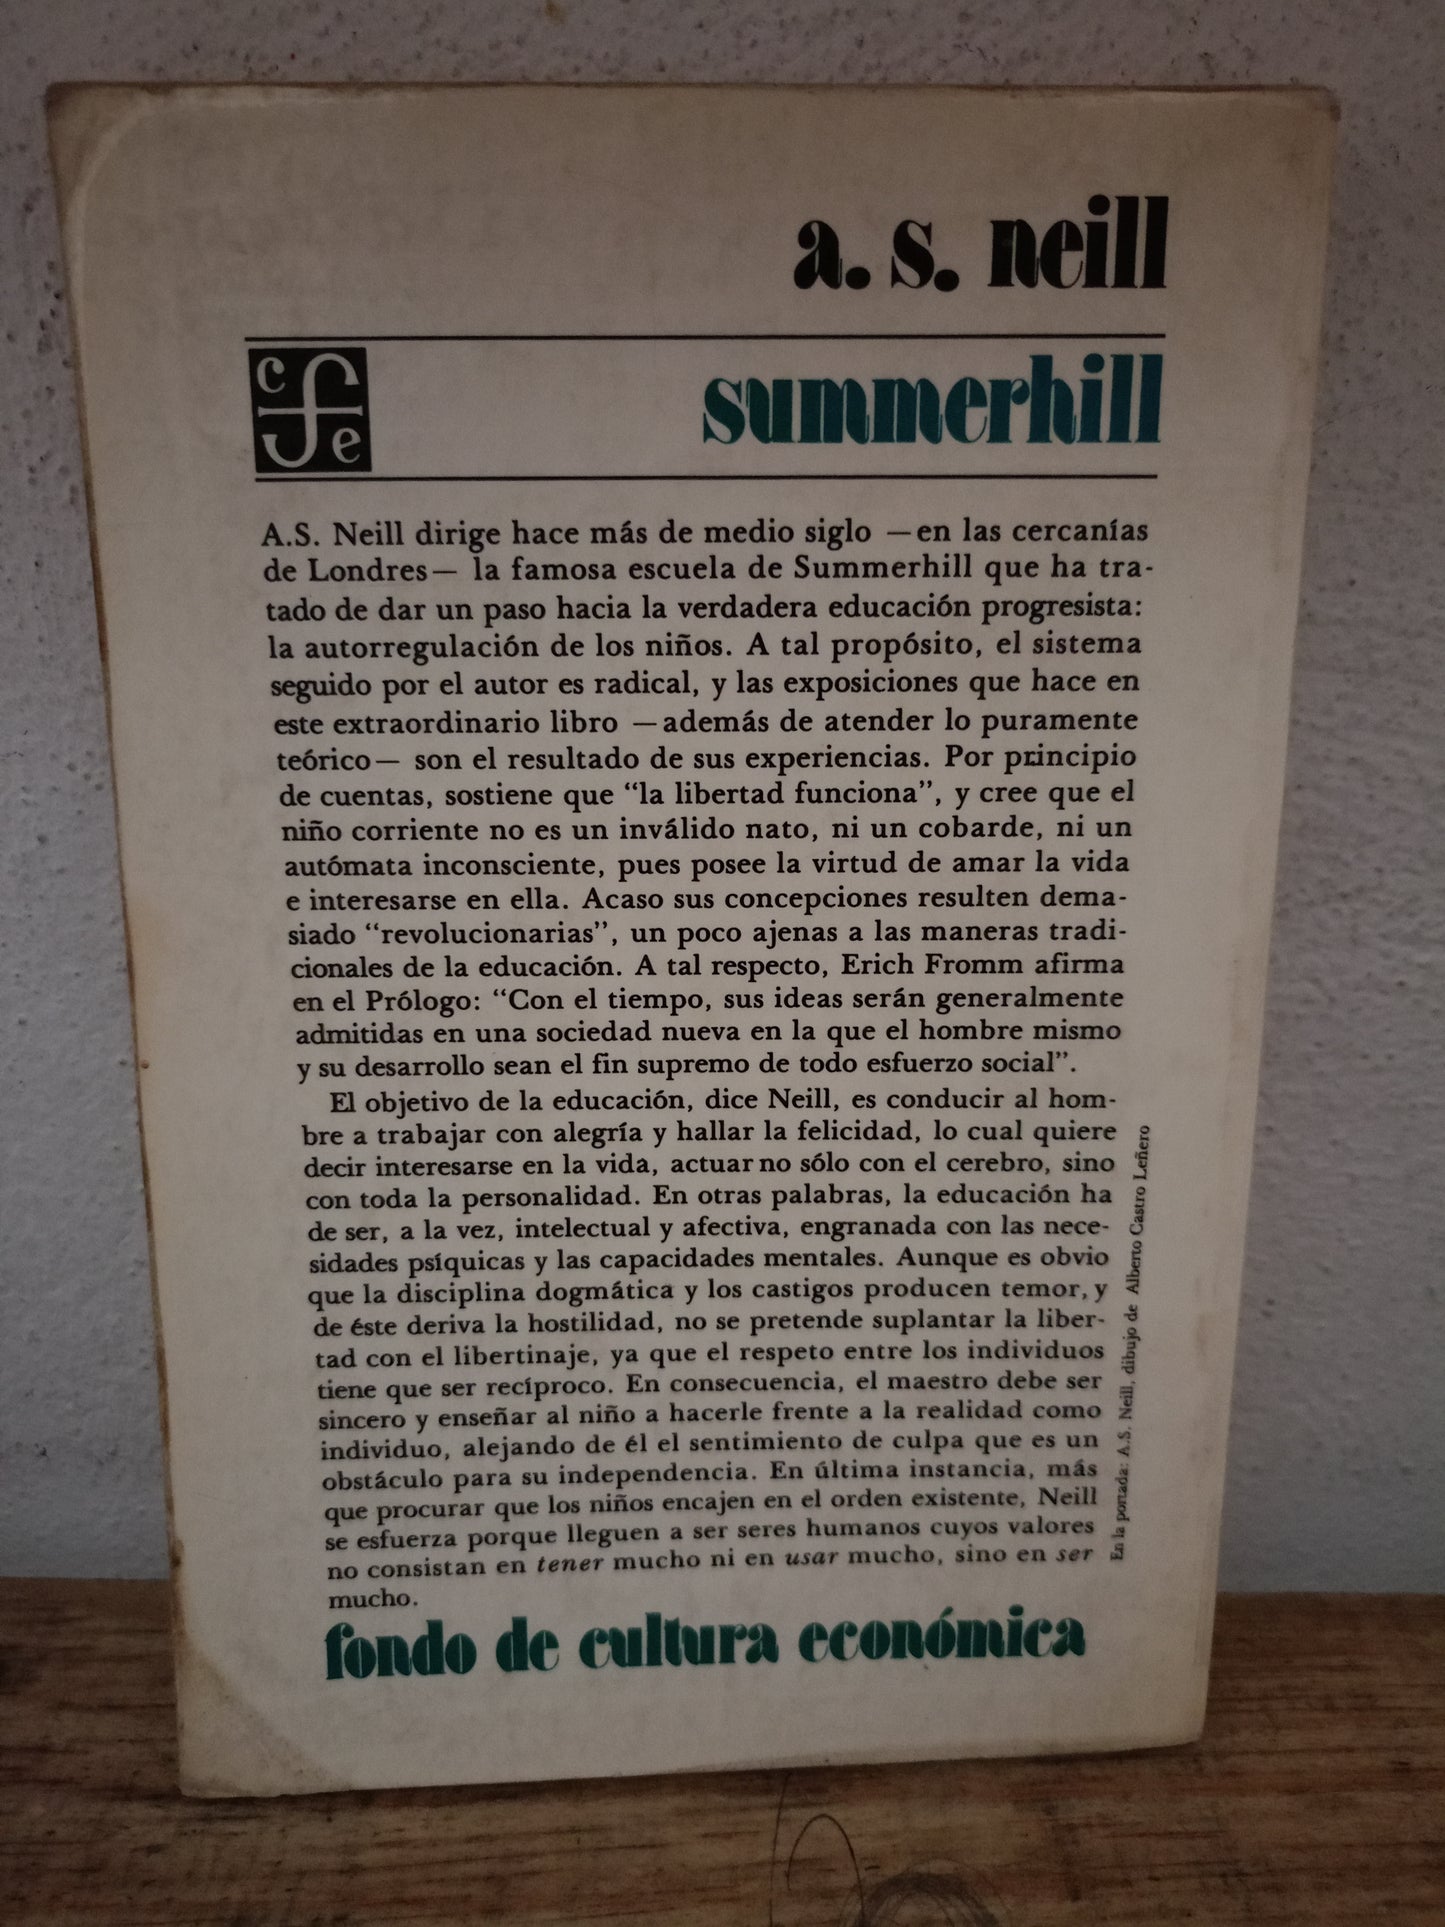 a. s. neill
c f e
summerhill
A.S. Neill dirige hace más de medio siglo —en las cercanías
de Londres— la famosa escuela de Summerhill que ha tra-
tado de dar un paso hacia la verdadera educación progresista:
la autorregulación de los niños. A tal propósito, el sistema
seguido por el autor es radical, y las exposiciones que hace en
este extraordinario libro —además de atender lo puramente
teórico— son el resultado de sus experiencias. Por principio
de cuentas, sostiene que “la libertad funciona”, y cree que el
niño corriente no es un inválido nato, ni un cobarde, ni un
autómata inconsciente, pues posee la virtud de amar la vida
e interesarse en ella. Acaso sus concepciones resulten dema-
siado “revolucionarias”, un poco ajenas a las maneras tradi-
cionales de la educación. A tal respecto, Erich Fromm afirma
en el Prólogo: “Con el tiempo, sus ideas serán generalmente
admitidas en una sociedad nueva en la que el hombre mismo
y su desarrollo sean el fin supremo de todo esfuerzo social”.
El objetivo de la educación, dice Neill, es conducir al hom-
bre a trabajar con alegría y hallar la felicidad, lo cual quiere
decir interesarse en la vida, actuar no sólo con el cerebro, sino
con toda la personalidad. En otras palabras, la educación ha
de ser, a la vez, intelectual y afectiva, engranada con las nece-
sidades psíquicas y las capacidades mentales. Aunque es obvio
que la disciplina dogmática y los castigos producen temor, y
de éste deriva la hostilidad, no se pretende suplantar la liber-
tad con el libertinaje, ya que el respeto entre los individuos
tiene que ser recíproco. En consecuencia, el maestro debe ser
sincero y enseñar al niño a hacerle frente a la realidad como
individuo, alejando de él el sentimiento de culpa que es un
obstáculo para su independencia. En última instancia, más
que procurar que los niños encajen en el orden existente, Neill
se esfuerza porque lleguen a ser seres humanos cuyos valores
no consistan en tener mucho ni en usar mucho, sino en ser
mucho.
En la portada: A.S. Neill, dibujo de Alberto Castro Leñero
fondo de cultura económica